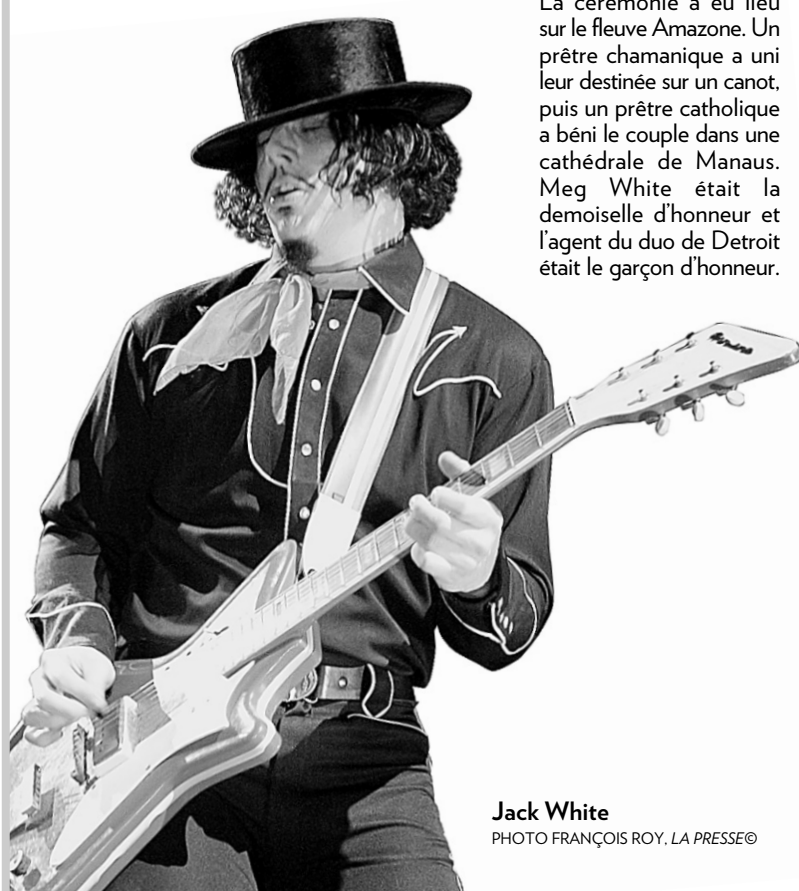 La cérémonie a eu lieu
sur le fleuve Amazone. Un
prêtre chamanique a uni
leur destinée sur un canot,
puis un prêtre catholique
a béni le couple dans une
cathédrale de Manaus.
Meg White était la
demoiselle d’honneur et
l’agent du duo de Detroit
était le garçon d’honneur.
Jack White
PHOTO FRANÇOIS ROY, LA PRESSE©